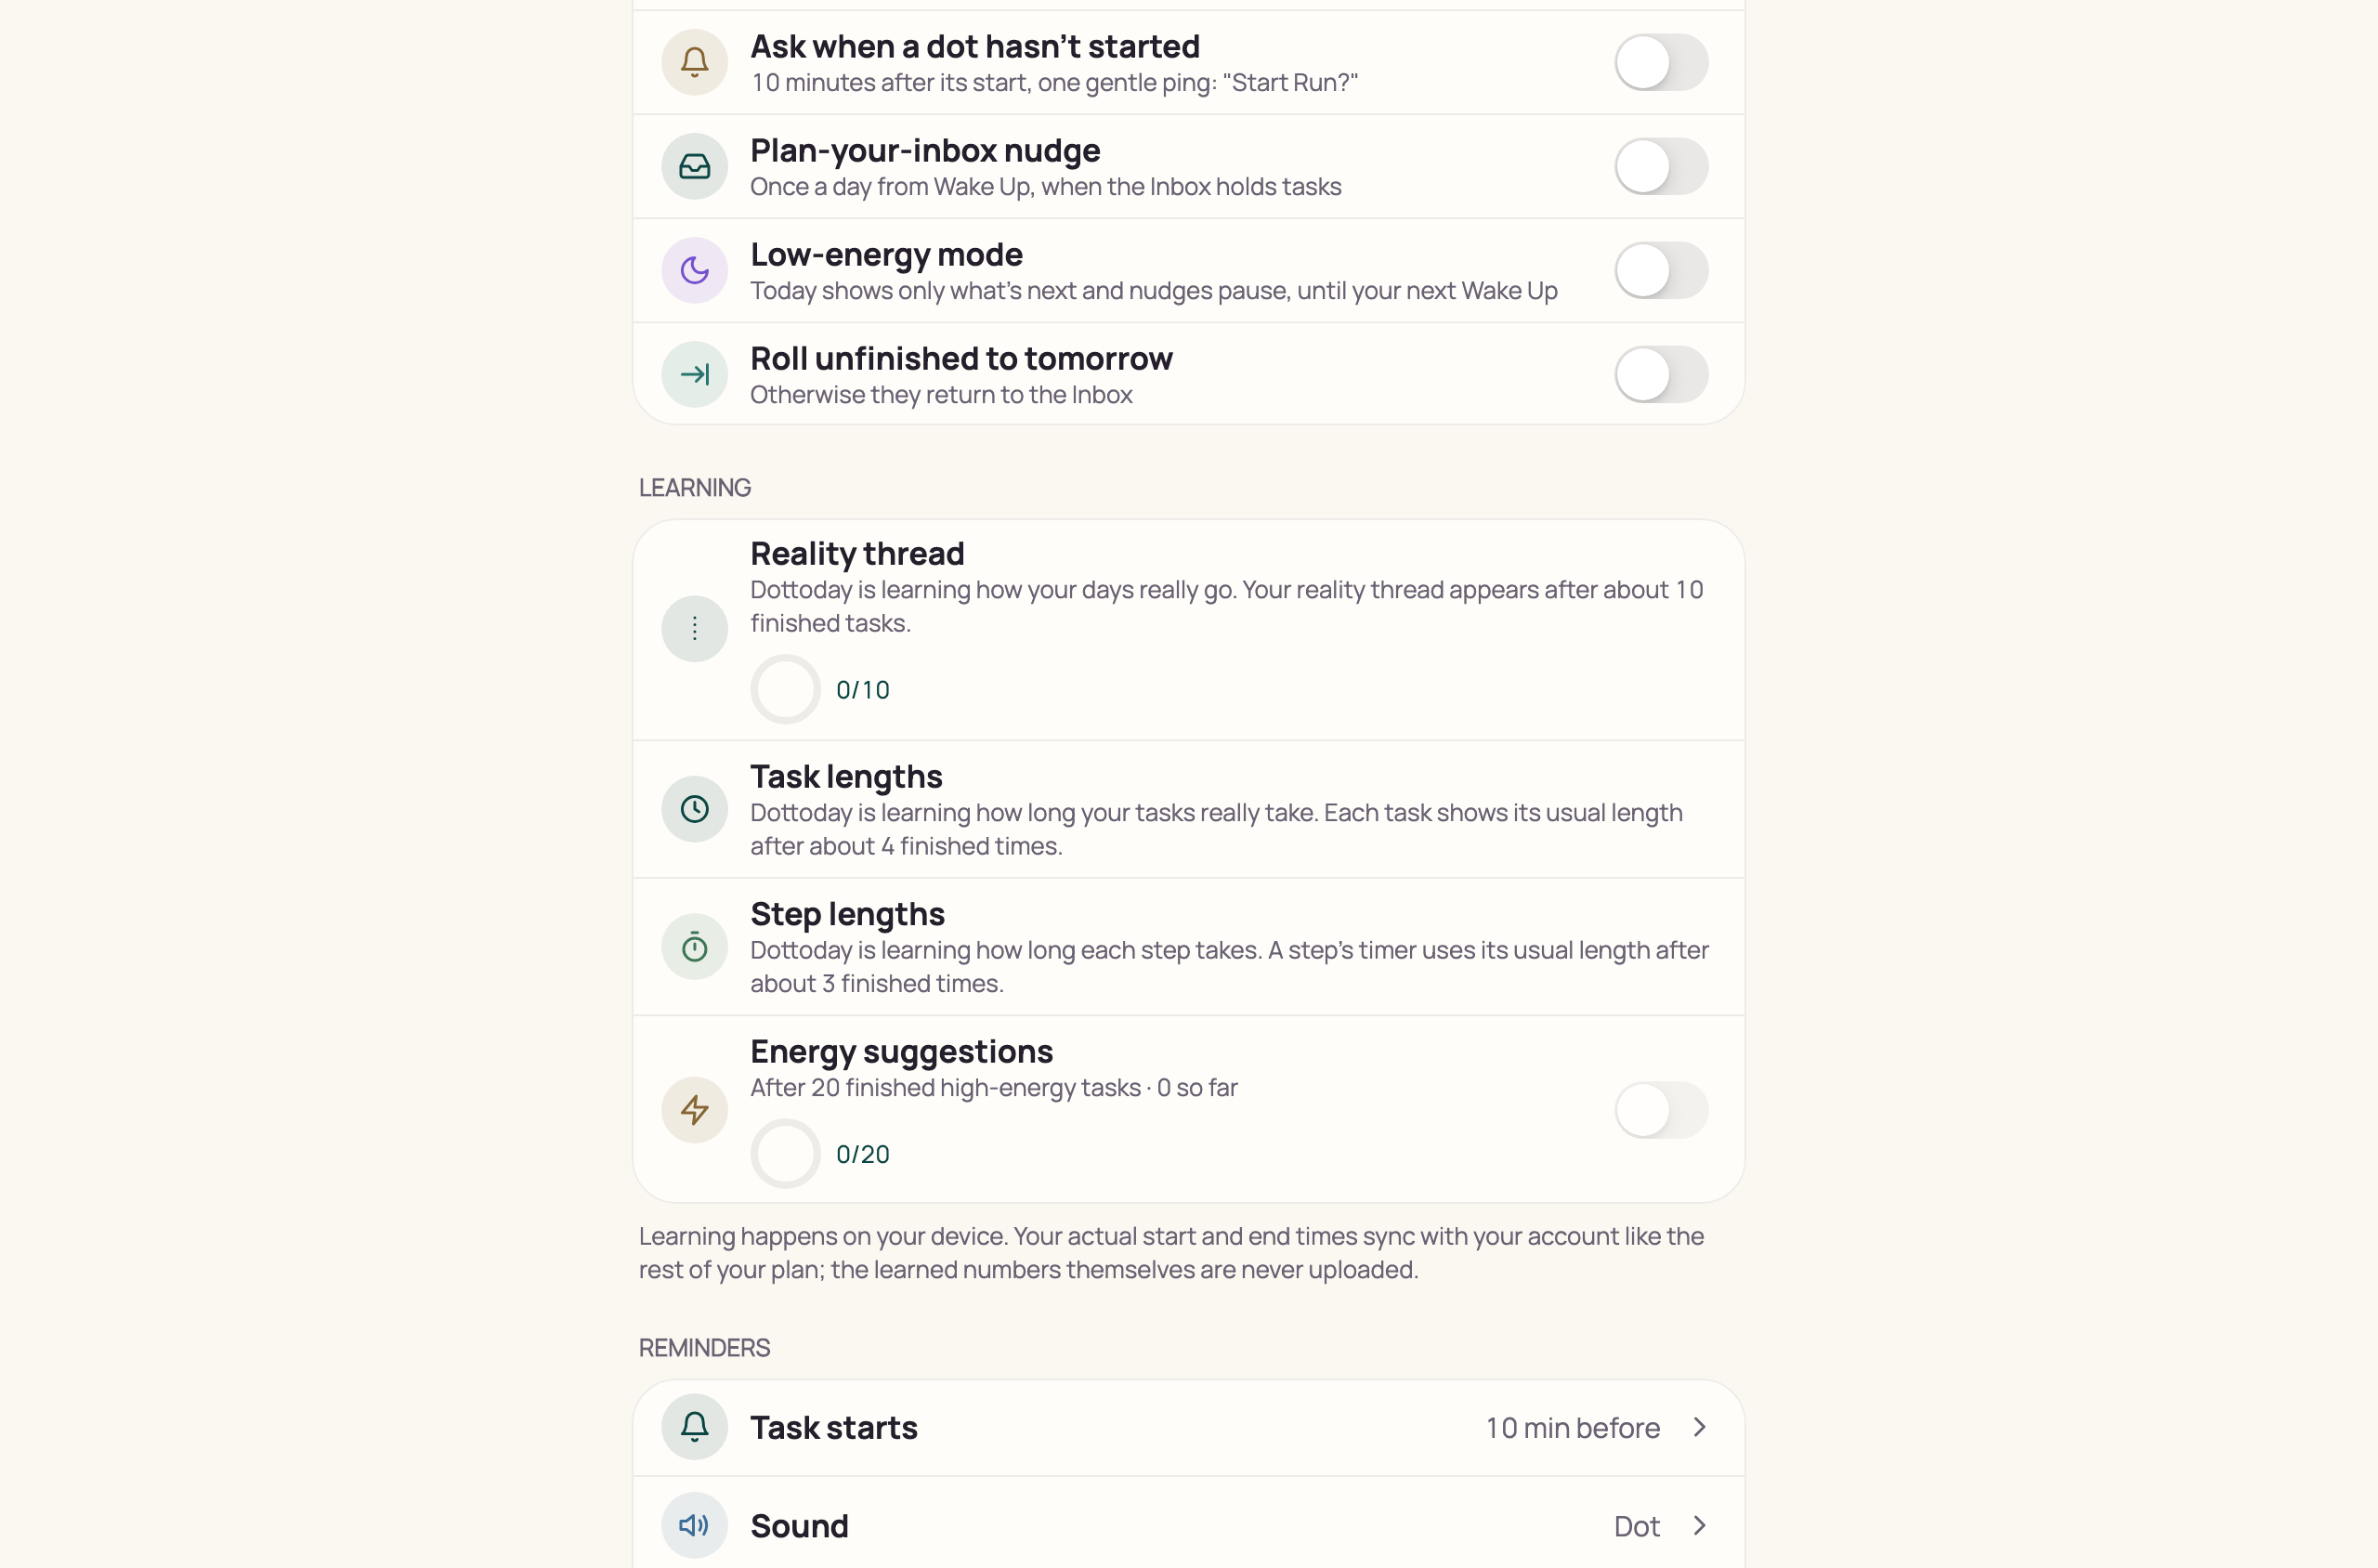 Ask when a dot hasn’t started
10 minutes after its start, one gentle ping: "Start Run?"
Plan-your-inbox nudge
Once a day from Wake Up, when the Inbox holds tasks
Low-energy mode
Today shows only what’s next and nudges pause, until your next Wake Up
Roll unfinished to tomorrow
Otherwise they return to the Inbox
LEARNING
Reality thread
Dottoday is learning how your days really go. Your reality thread appears after about 10
finished tasks.
0/10
Task lengths
Dottoday is learning how long your tasks really take. Each task shows its usual length
after about 4 finished times.
Step lengths
Dottoday is learning how long each step takes. A step’s timer uses its usual length after
about 3 finished times.
Energy suggestions
After 20 finished high-energy tasks · 0 so far
0/20
Learning happens on your device. Your actual start and end times sync with your account like the
rest of your plan; the learned numbers themselves are never uploaded.
REMINDERS
Task starts
10 min before
Sound
Dot